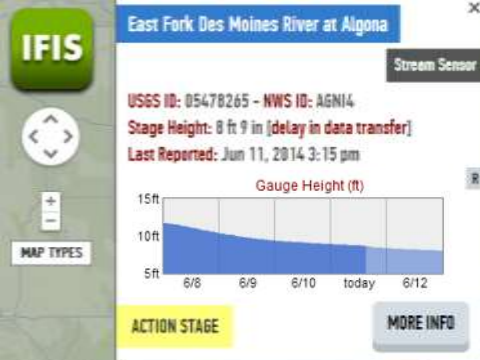 IFIS
East Fork Des Moines River at Algona
Stream Sensor
USGS ID: 05478265 - NWS ID: AGNI4
Stage Height: 8 ft 9 in [delay in data transfer]
Last Reported: Jun 11, 2014 3:15 pm
R
Gauge Height (ft)
15ft
10ft
5ft
6/8 6/9 6/10 today 6/12
MAP TYPES
ACTION STAGE
MORE INFO